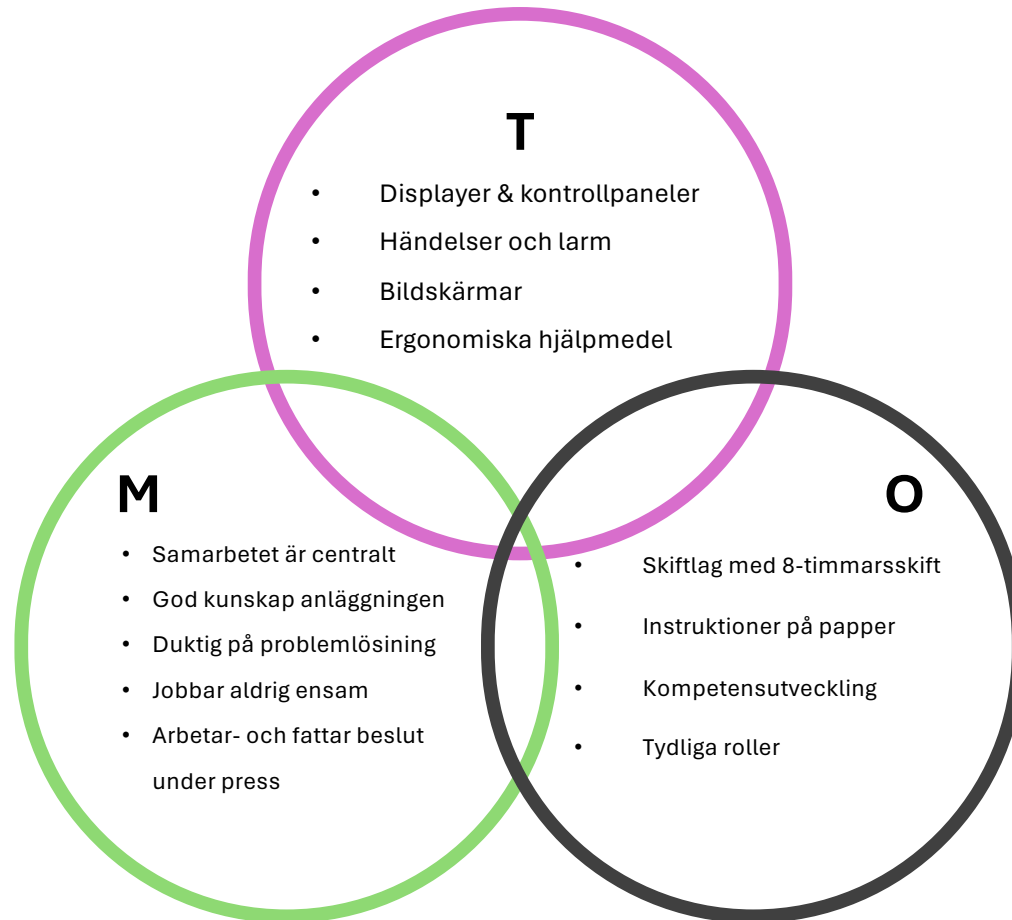 T
• Displayer & kontrollpaneler
• Händelser och larm
• Bildskärmar
• Ergonomiska hjälpmedel
M
• Samarbetet är centralt
• God kunskap anläggningen
• Duktig på problemlösining
• Jobbar aldrig ensam
• Arbetar- och fattar beslut
under press
O
• Skiftlag med 8-timmarsskift
• Instruktioner på papper
• Kompetensutveckling
• Tydliga roller